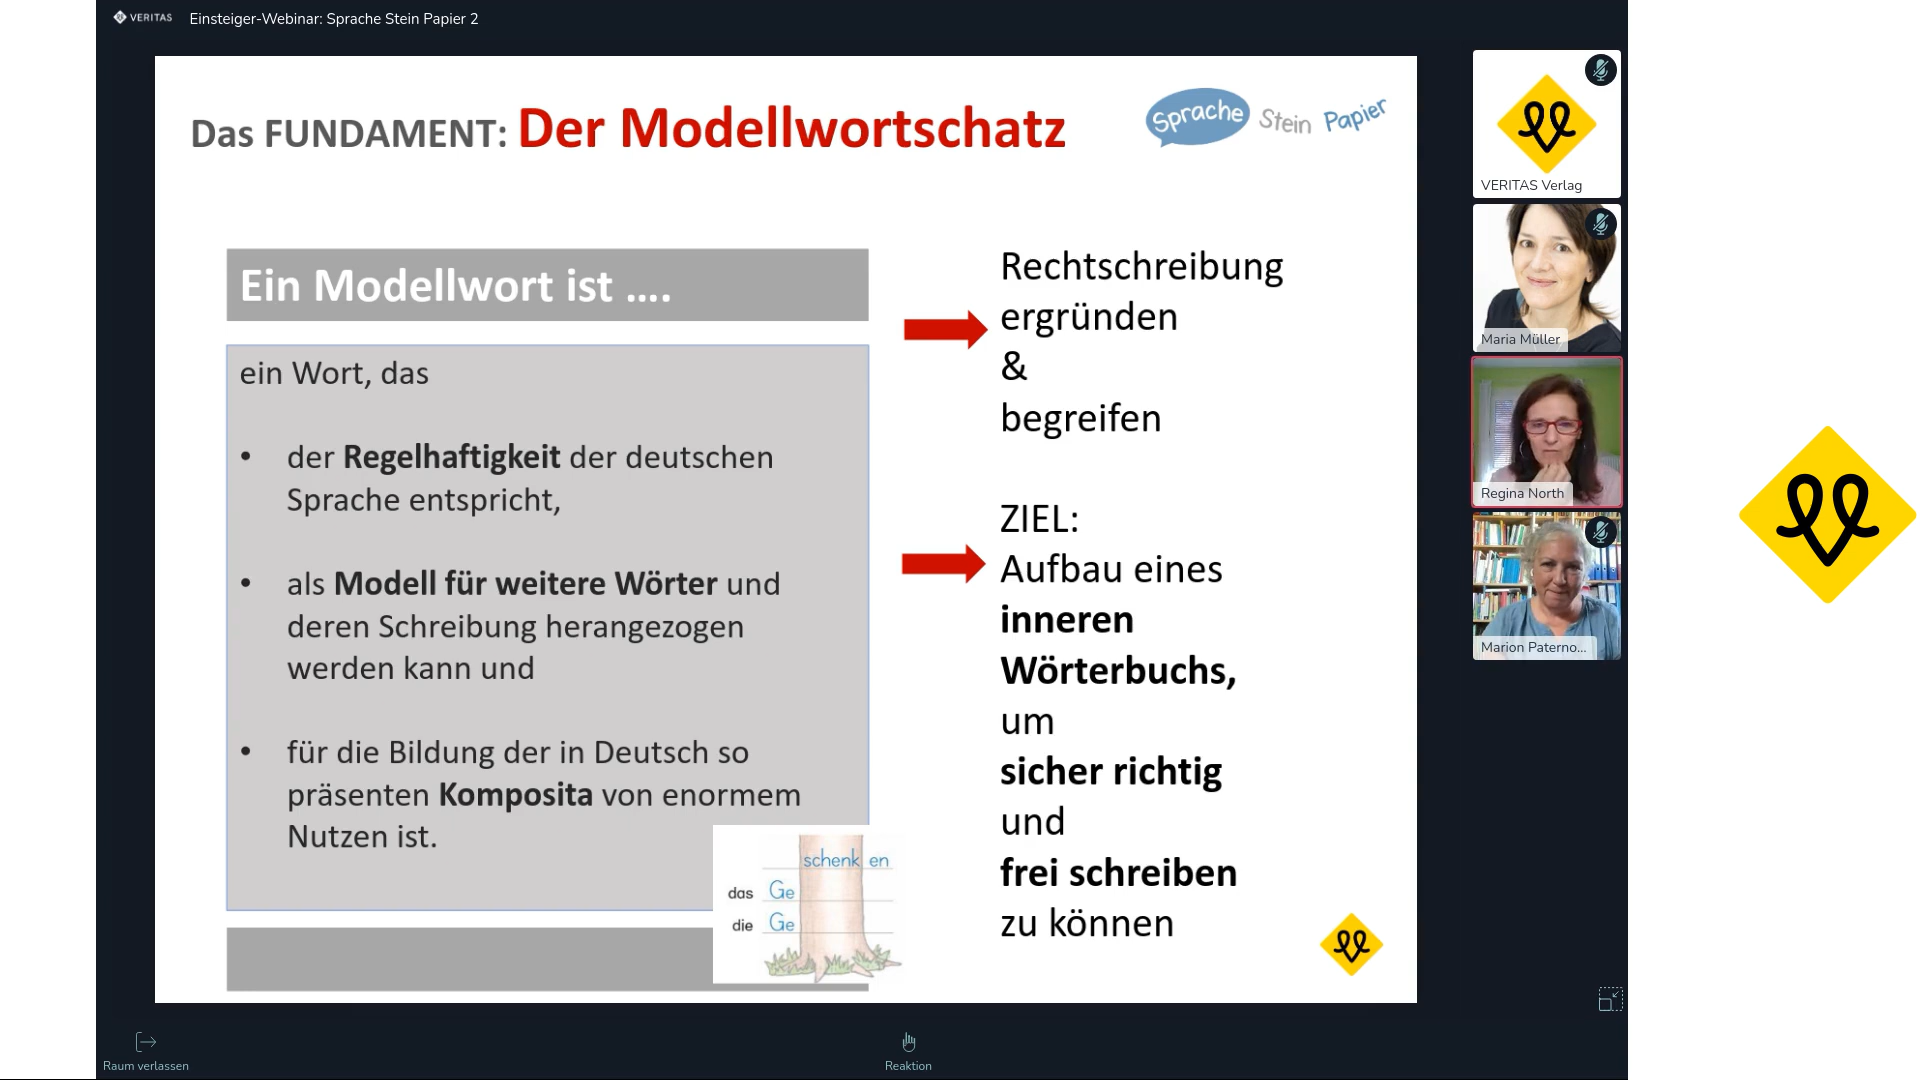 VERITAS Einsteiger-Webinar: Sprache Stein Papier 2
Das FUNDAMENT: Der Modellwortschatz
Sprache Stein Papier
Ein Modellwort ist ....
ein Wort, das
• der Regelhaftigkeit der deutschen
Sprache entspricht,
• als Modell für weitere Wörter und
deren Schreibung herangezogen
werden kann und
• für die Bildung der in Deutsch so
präsenten Komposita von enormem
Nutzen ist.
schenk en
das Ge
die Ge
Rechtschreibung
ergründen
&
begreifen
ZIEL:
Aufbau eines
inneren
Wörterbuchs,
um
sicher richtig
und
frei schreiben
zu können
VERITAS Verlag
Maria Müller
Regina North
Marion Paterno...
Raum verlassen
Reaktion